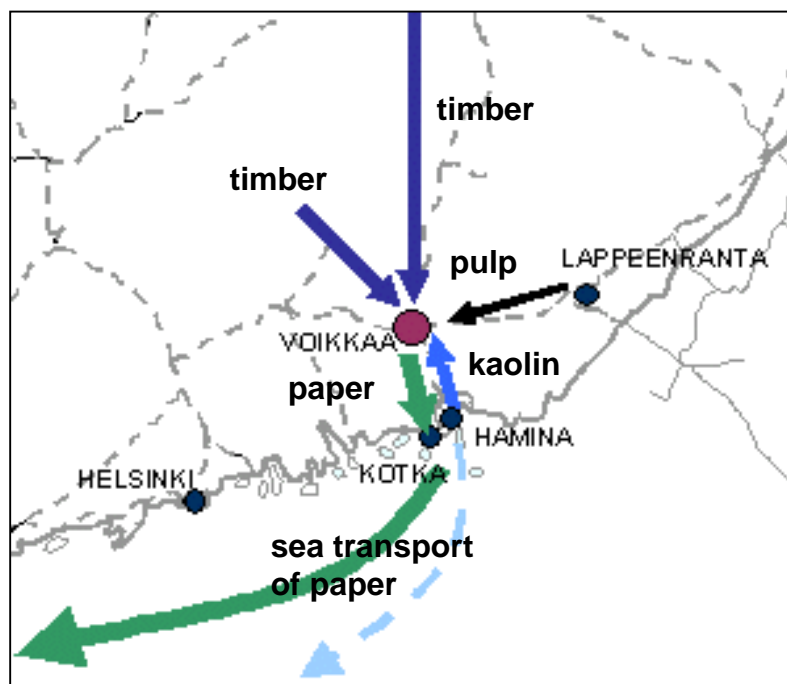 timber
timber
pulp
LAPPEENRANTA
VOIKKAA
kaolin
paper
HAMINA
KOTKA
HELSINKI
sea transport
of paper